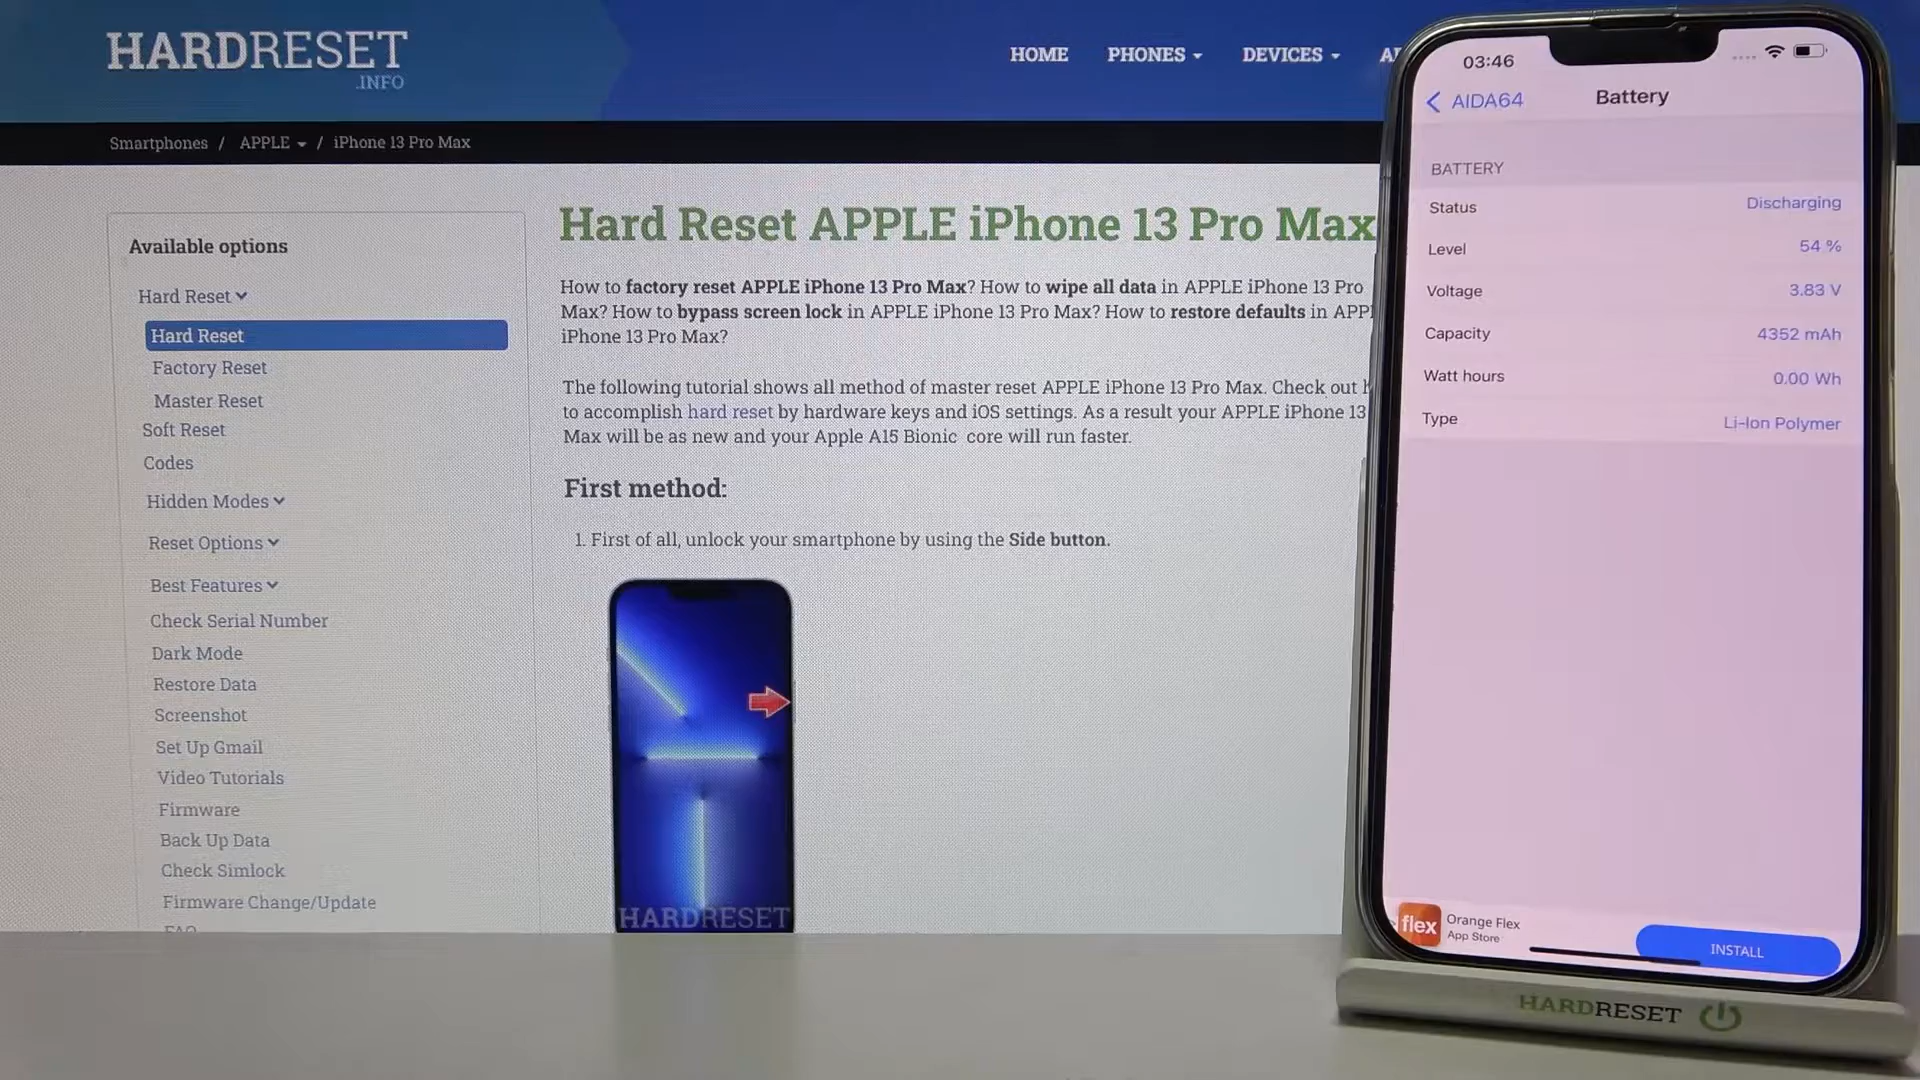 HARDRESET
.INFO
HOME PHONES DEVICES
Smartphones / APPLE / iPhone 13 Pro Max
Available options
Hard Reset
Hard Reset
Factory Reset
Master Reset
Soft Reset
Codes
Hidden Modes
Reset Options
Best Features
Check Serial Number
Dark Mode
Restore Data
Screenshot
Set Up Gmail
Video Tutorials
Firmware
Back Up Data
Check Simlock
Firmware Change/Update
FAQ
Hard Reset APPLE iPhone 13 Pro Max
How to factory reset APPLE iPhone 13 Pro Max? How to wipe all data in APPLE iPhone 13 Pro
Max? How to bypass screen lock in APPLE iPhone 13 Pro Max? How to restore defaults in APPL
iPhone 13 Pro Max?
The following tutorial shows all method of master reset APPLE iPhone 13 Pro Max. Check out
to accomplish hard reset by hardware keys and iOS settings. As a result your APPLE iPhone 13
Max will be as new and your Apple A15 Bionic core will run faster.
First method:
1. First of all, unlock your smartphone by using the Side button.
HARDRESET
03:46
AIDA64 Battery
BATTERY
Status Discharging
Level 54 %
Voltage 3.83 V
Capacity 4352 mAh
Watt hours 0.00 Wh
Type Li-Ion Polymer
flex
Orange Flex
App Store
INSTALL
HARDRESET